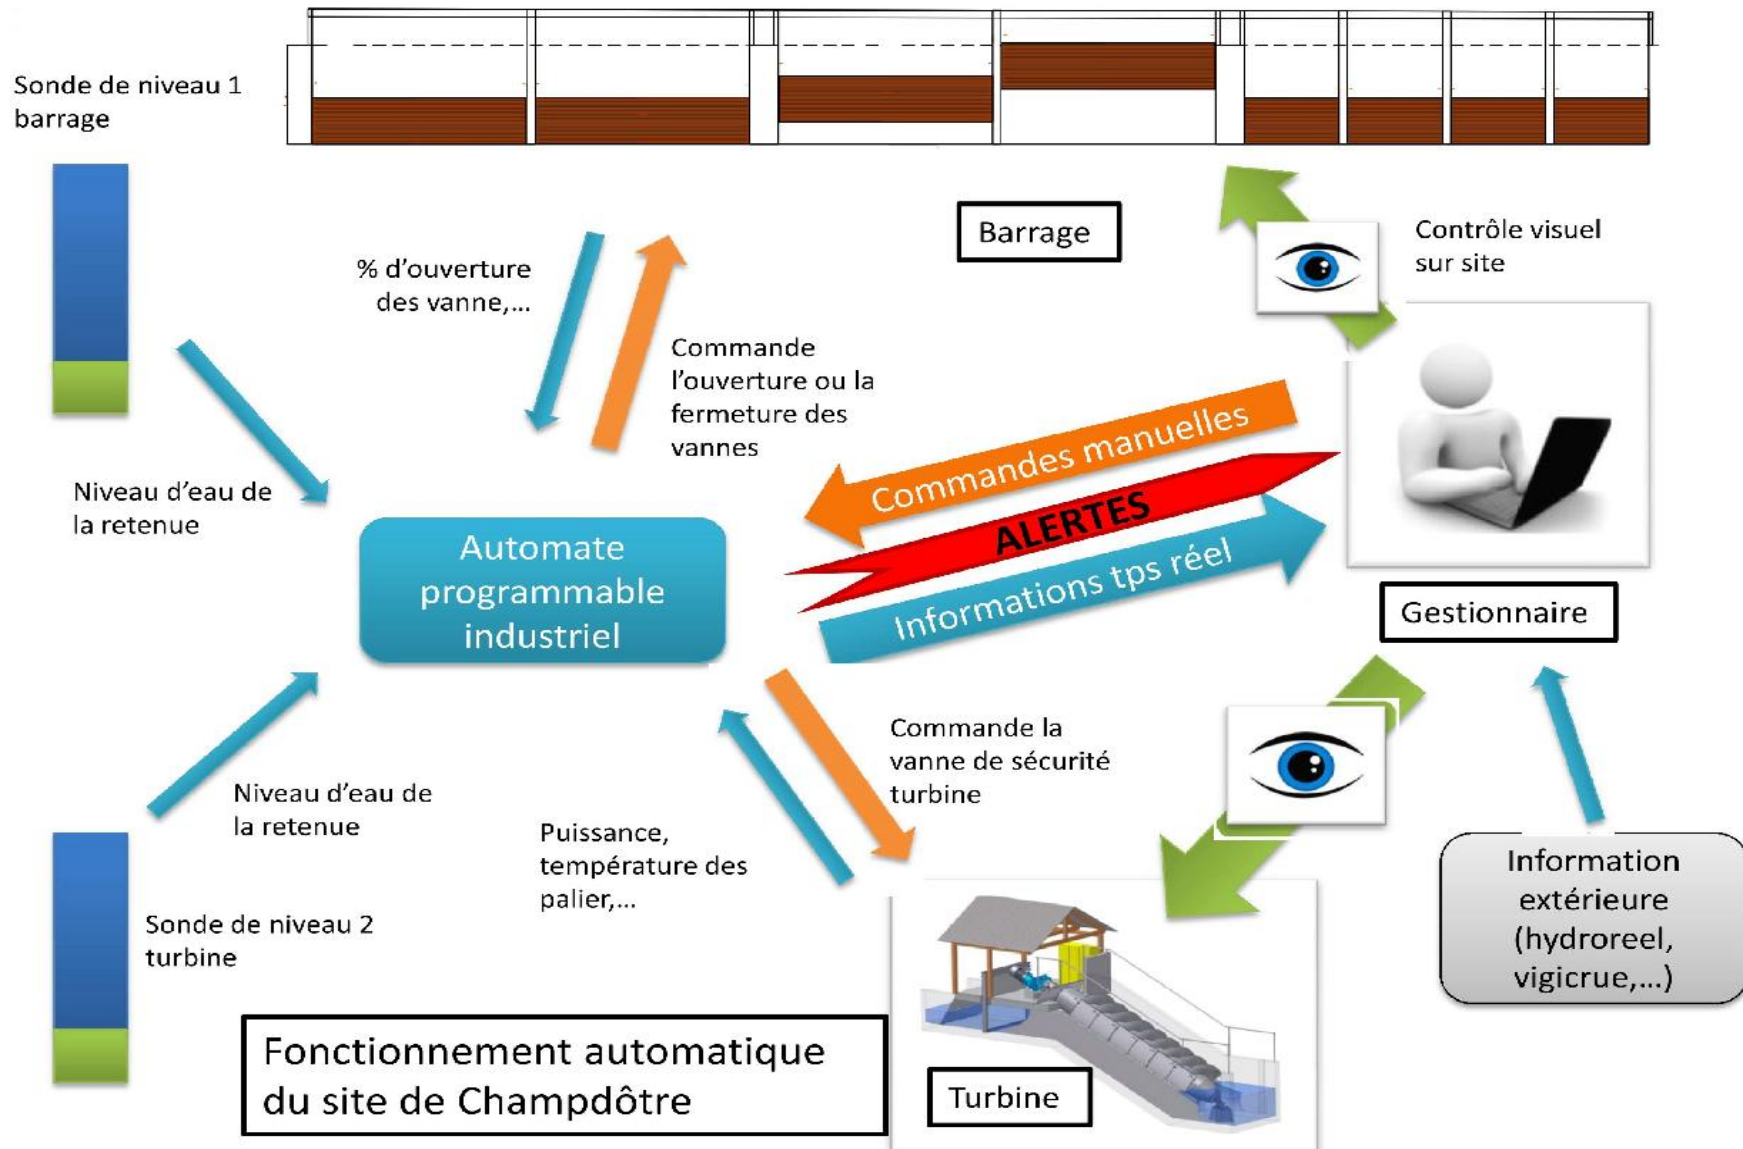 Sonde de niveau 1
barrage
Barrage
Contrôle visuel
sur site
% d'ouverture
des vanne,...
Commande
l'ouverture ou la
fermeture des
vannes
Niveau d'eau de
la retenue
Commandes manuelles
ALERTES
Informations tps réel
Automate
programmable
industriel
Gestionnaire
Commande la
vanne de sécurité
turbine
Niveau d'eau de
la retenue
Puissance,
température des
palier,...
Sonde de niveau 2
turbine
Information
extérieure
(hydroreel,
vigicrue,...)
Fonctionnement automatique
du site de Champdôtre
Turbine